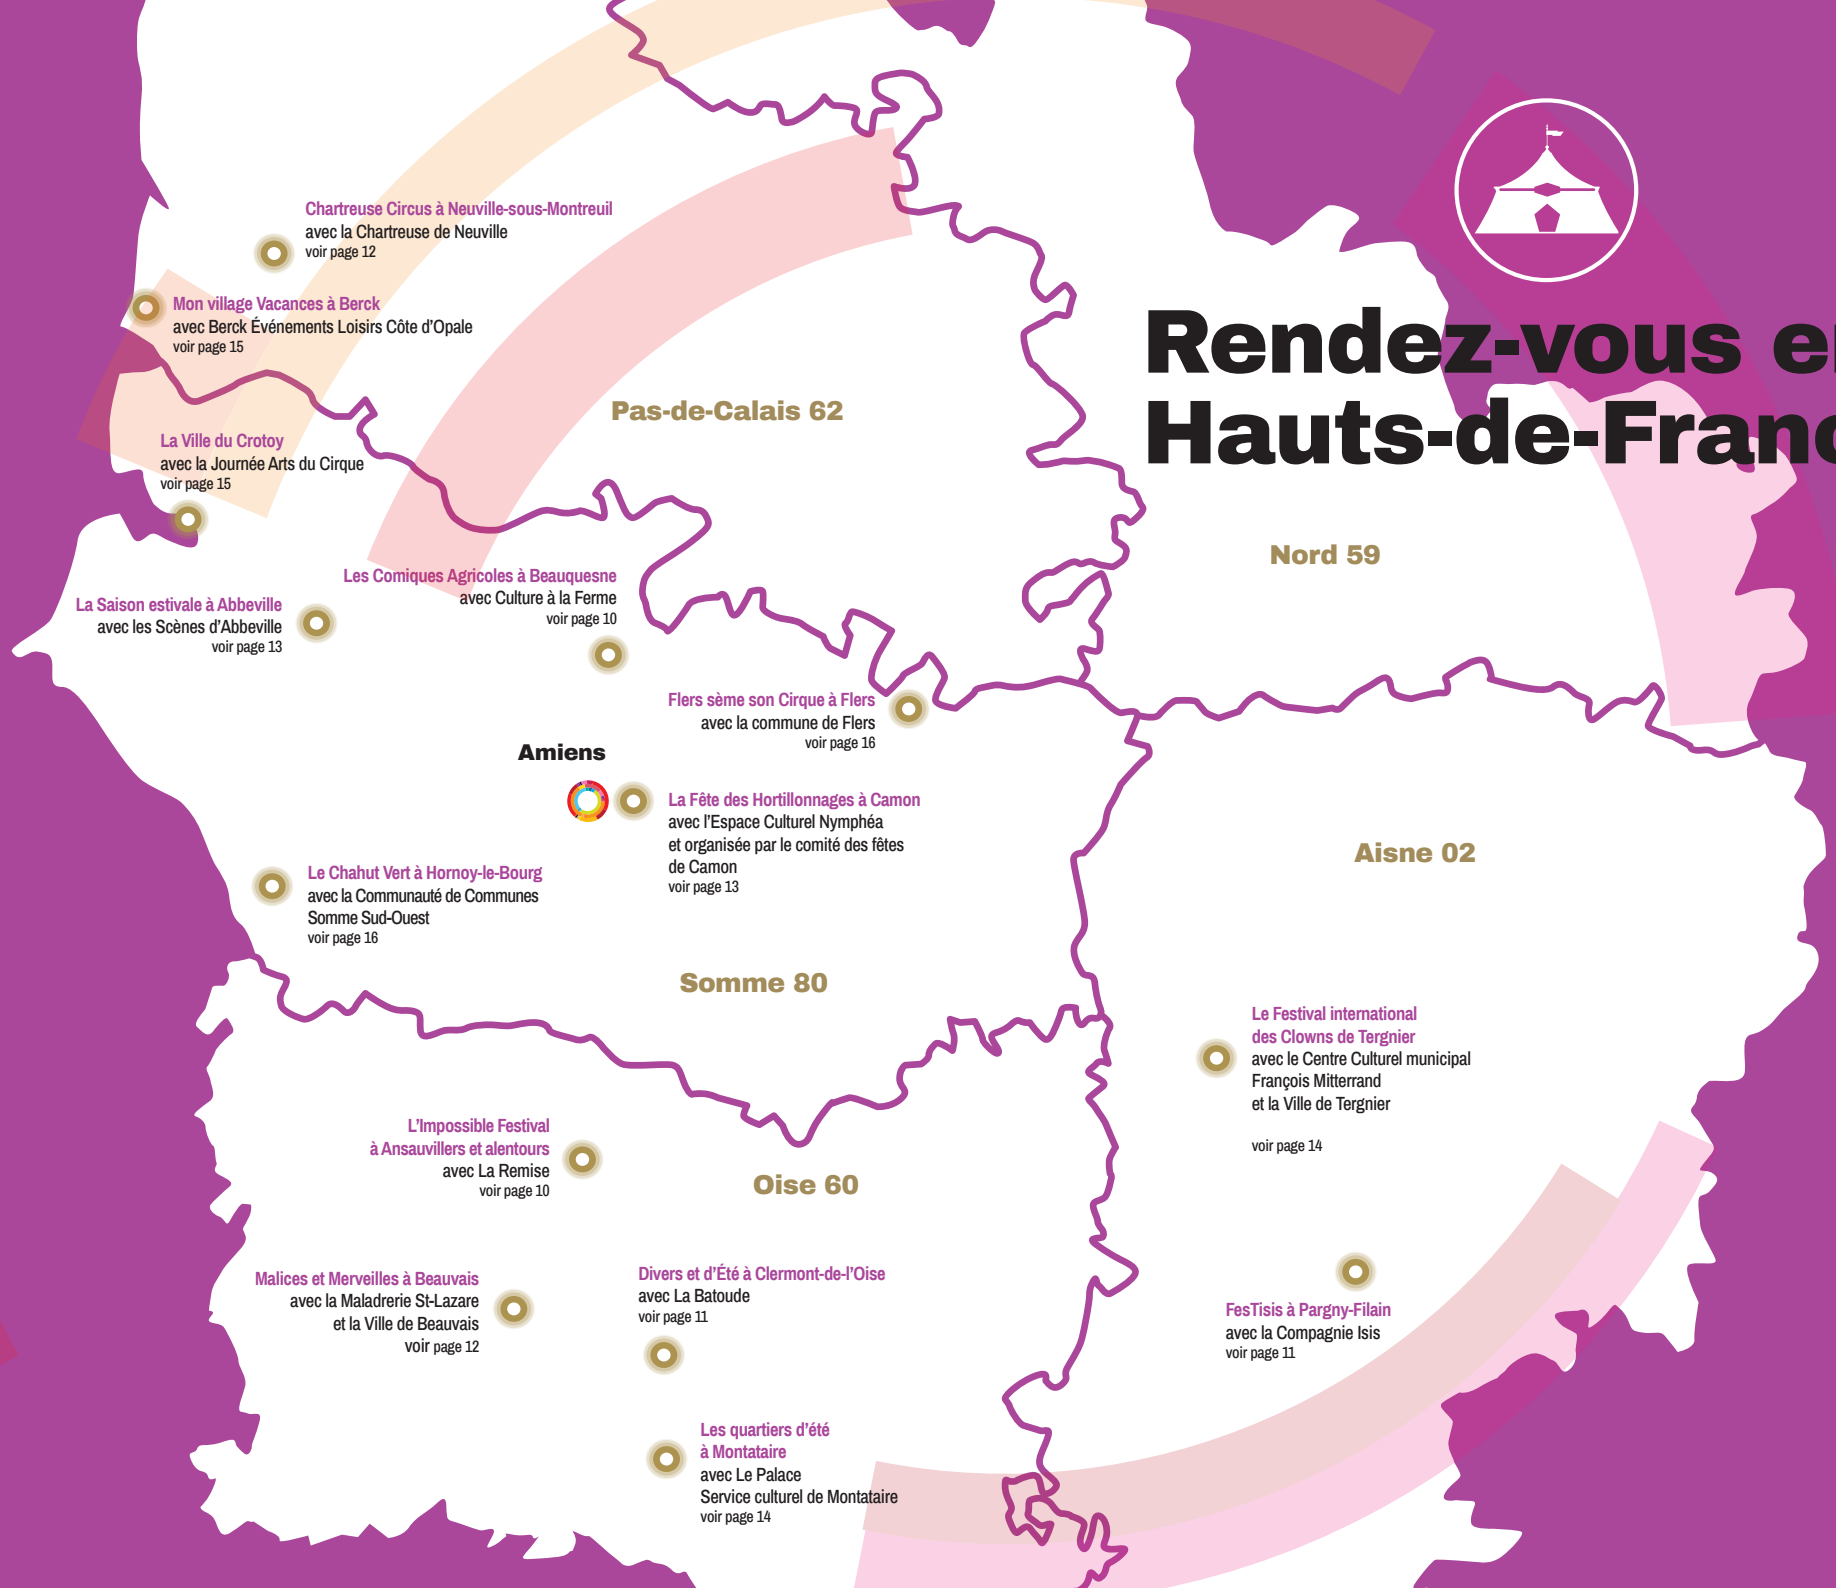 Chartreuse Circus à Neuville-sous-Montreuil
avec la Chartreuse de Neuville
voir page 12
Mon village Vacances à Berck
avec Berck Événements Loisirs Côte d’Opale
voir page 15
Rendez-vous e
Hauts-de-Fran
Pas-de-Calais 62
La Ville du Crotoy
avec la Journée Arts du Cirque
voir page 15
Nord 59
Les Comiques Agricoles à Beauquesne
avec Culture à la Ferme
voir page 10
La Saison estivale à Abbeville
avec les Scènes d’Abbeville
voir page 13
Flers sème son Cirque à Flers
avec la commune de Flers
voir page 16
Amiens
La Fête des Hortillonnages à Camon
avec l’Espace Culturel Nymphéa
et organisée par le comité des fêtes
de Camon
voir page 13
Aisne 02
Le Chahut Vert à Hornoy-le-Bourg
avec la Communauté de Communes
Somme Sud-Ouest
voir page 16
Somme 80
Le Festival international
des Clowns de Tergnier
avec le Centre Culturel municipal
François Mitterrand
et la Ville de Tergnier
voir page 14
L’Impossible Festival
à Ansauvillers et alentours
avec La Remise
voir page 10
Oise 60
Malices et Merveilles à Beauvais
avec la Maladrerie St-Lazare
et la Ville de Beauvais
voir page 12
Divers et d’Été à Clermont-de-l’Oise
avec La Batoude
voir page 11
FesTisis à Pargny-Filain
avec la Compagnie Isis
voir page 11
Les quartiers d’été
à Montataire
avec Le Palace
Service culturel de Montataire
voir page 14